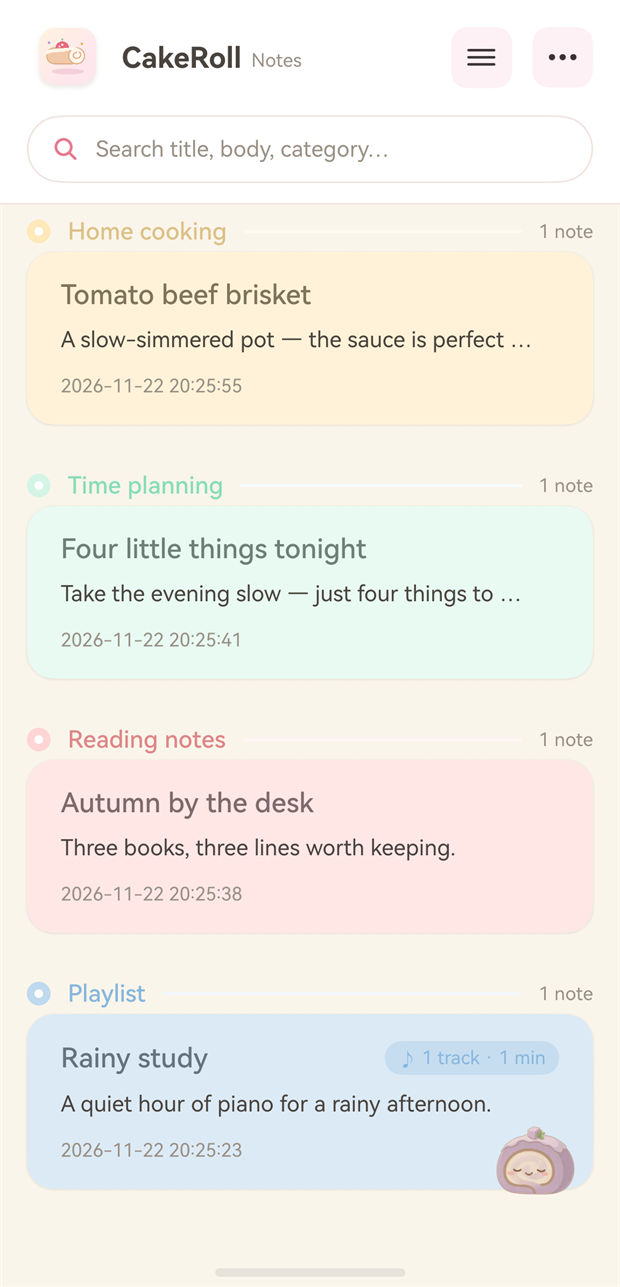 CakeRoll Notes
Search title, body, category...
Home cooking 1 note
Tomato beef brisket
A slow-simmered pot — the sauce is perfect ...
2026-11-22 20:25:55
Time planning 1 note
Four little things tonight
Take the evening slow — just four things to ...
2026-11-22 20:25:41
Reading notes 1 note
Autumn by the desk
Three books, three lines worth keeping.
2026-11-22 20:25:38
Playlist 1 note
Rainy study ♪ 1 track · 1 min
A quiet hour of piano for a rainy afternoon.
2026-11-22 20:25:23